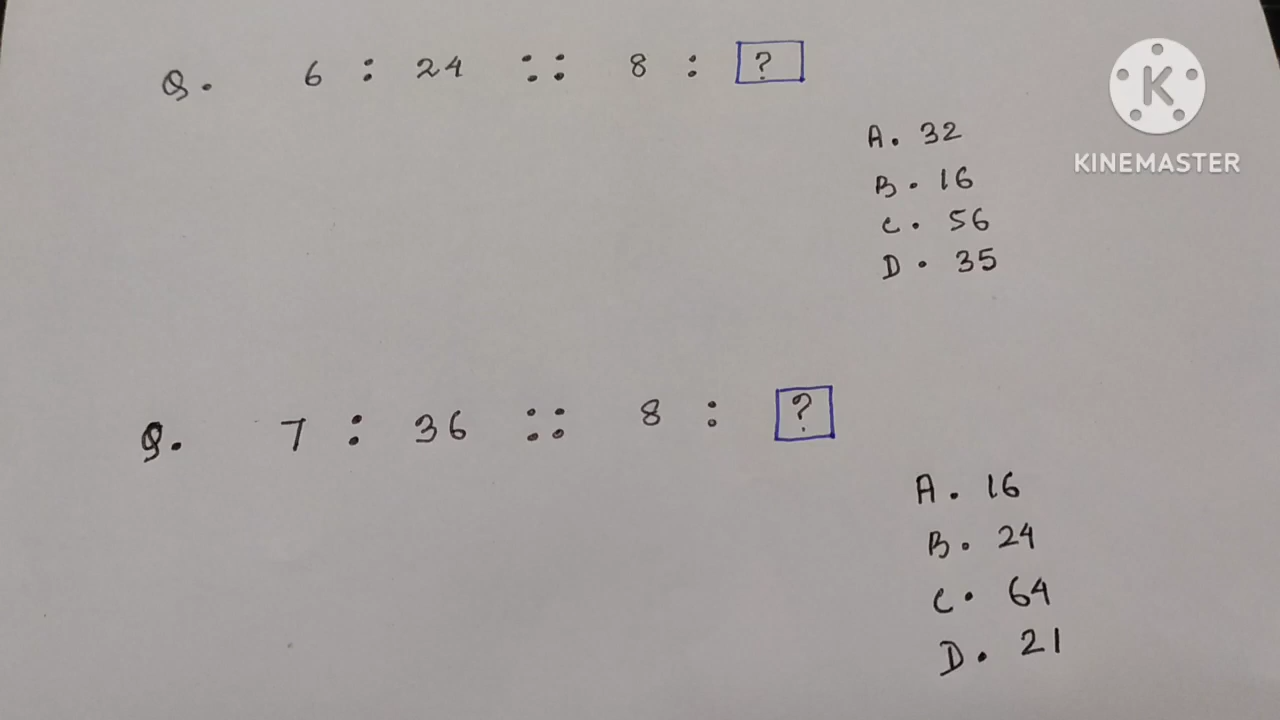 Q. 6 : 24 :: 8 : ?
A. 32
B. 16
C. 56
D. 35
Q. 7 : 36 :: 8 : ?
A. 16
B. 24
C. 64
D. 21
K
KINEMASTER